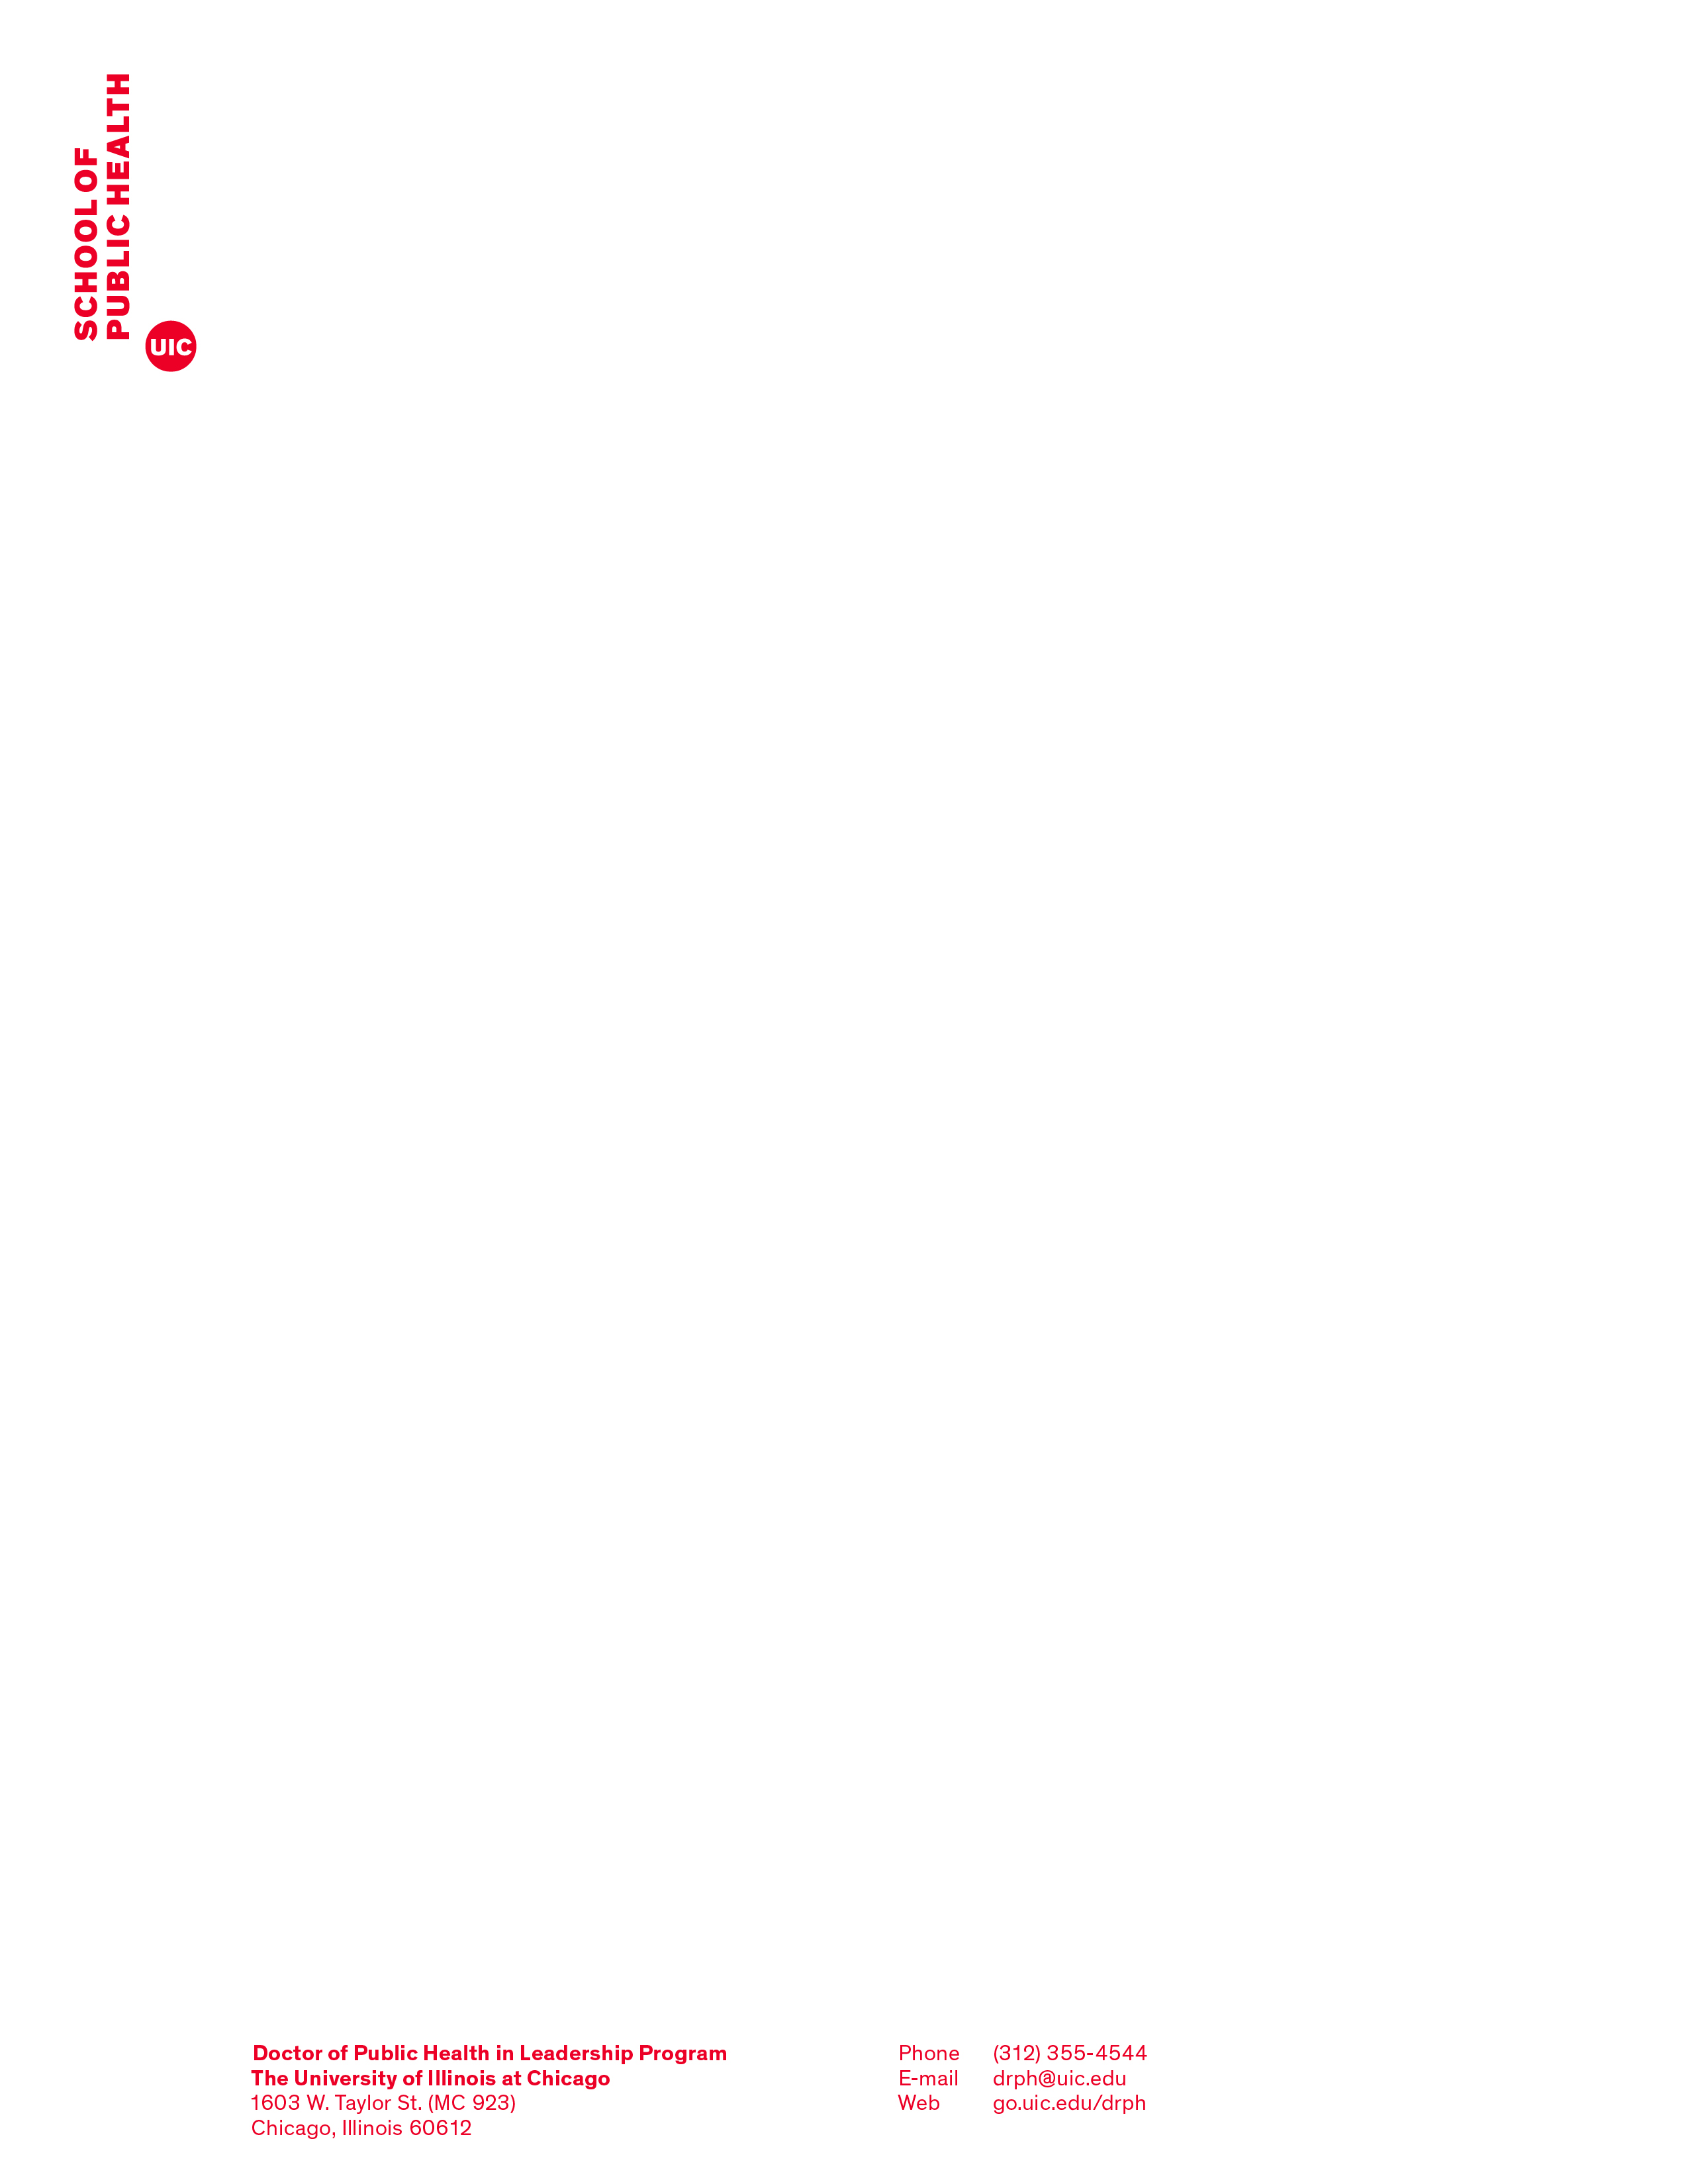 SCHOOL OF
PUBLIC HEALTH
UIC
Doctor of Public Health in Leadership Program
The University of Illinois at Chicago
1603 W. Taylor St. (MC 923)
Chicago, Illinois 60612
Phone (312) 355-4544
E-mail drph@uic.edu
Web go.uic.edu/drph